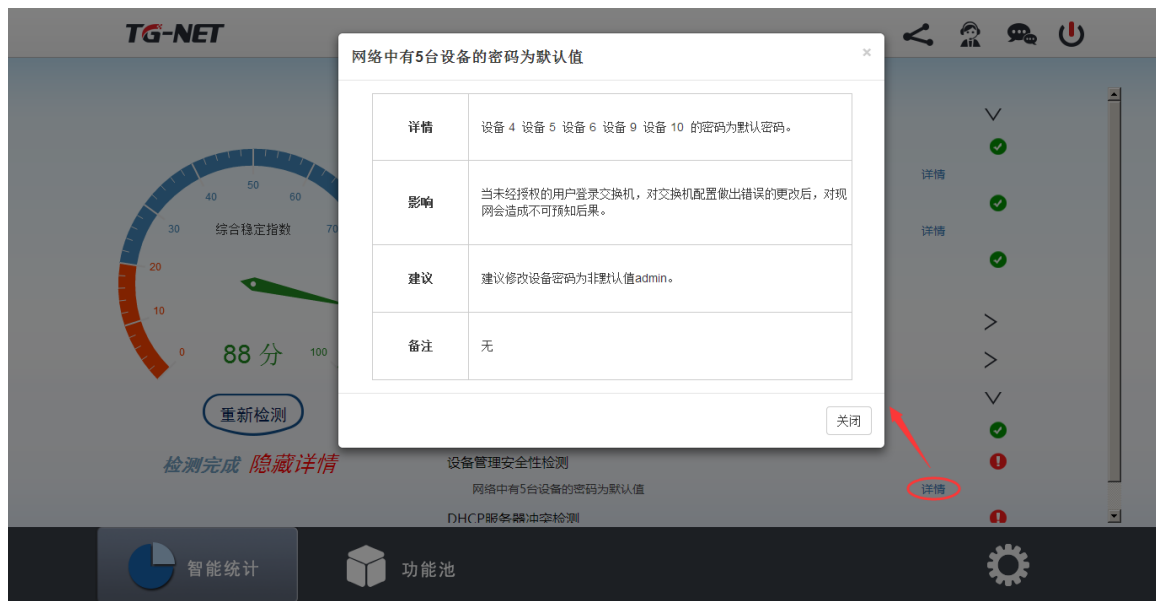 TG-NET
网络中有5台设备的密码为默认值
×
详情
设备 4 设备 5 设备 6 设备 9 设备 10 的密码为默认密码。
影响
当未经授权的用户登录交换机，对交换机配置做出错误的更改后，对现
网会造成不可预知后果。
建议
建议修改设备密码为非默认值admin。
备注
无
关闭
0
10
20
30
40
50
60
70
100
综合稳定指数
88 分
重新检测
检测完成 隐藏详情
详情
详情
设备管理安全性检测
网络中有5台设备的密码为默认值
详情
DHCP服务器冲突检测
智能统计
功能池